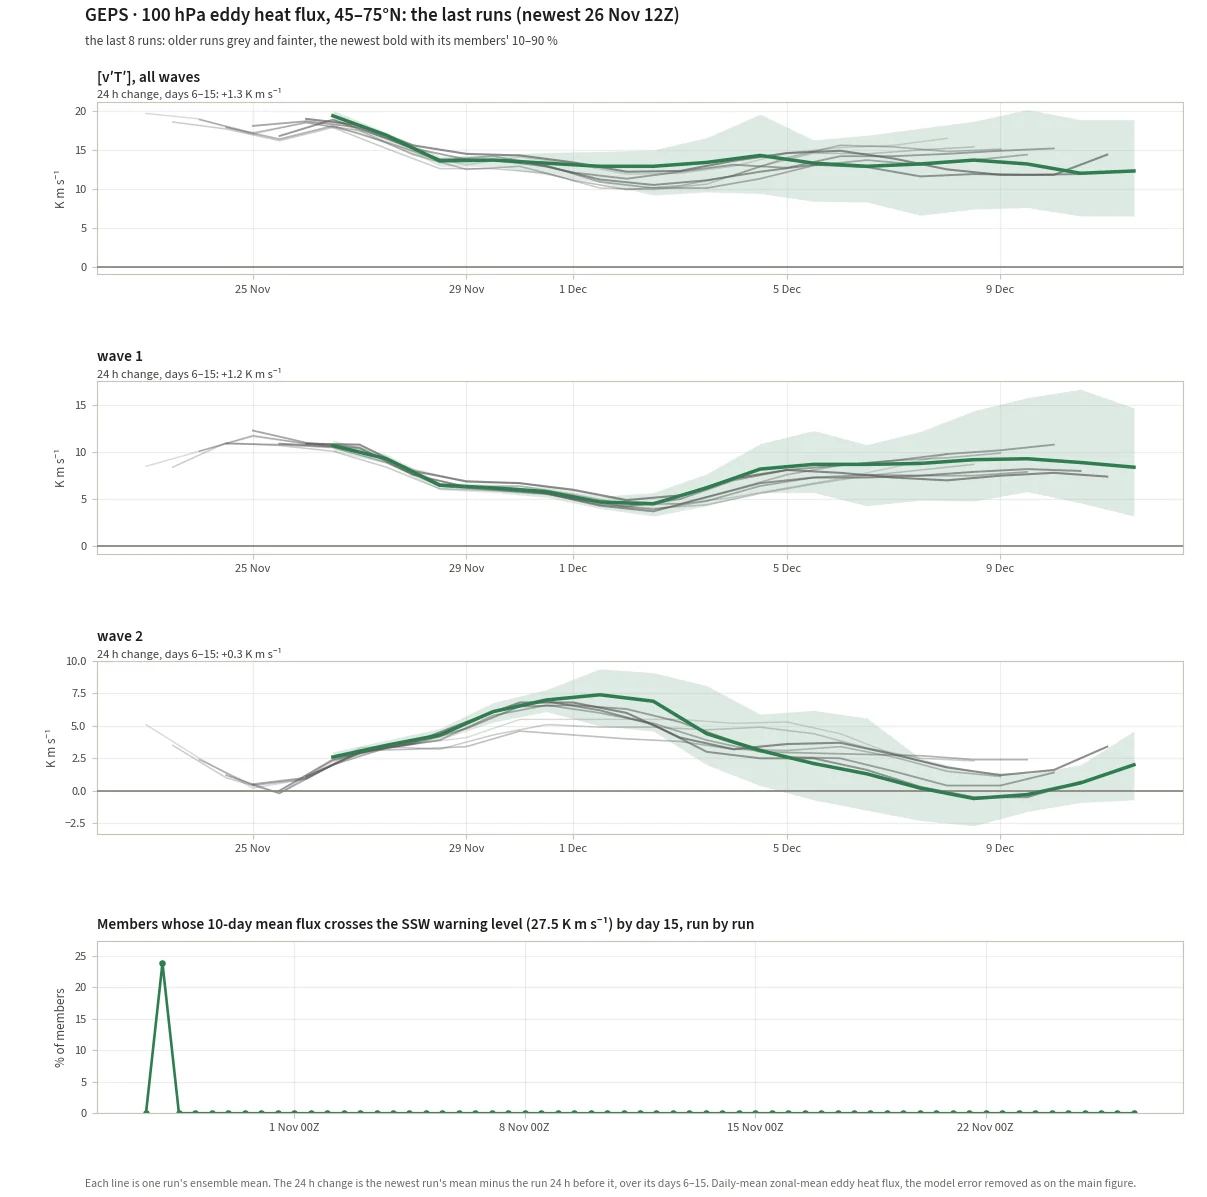 GEPS · 100 hPa eddy heat flux, 45–75°N: the last runs (newest 26 Nov 12Z)
the last 8 runs: older runs grey and fainter, the newest bold with its members' 10–90 %
[v′T′], all waves
24 h change, days 6–15: +1.3 K m s⁻¹
20
15
10
5
0
K m s⁻¹
25 Nov
29 Nov
1 Dec
5 Dec
9 Dec
wave 1
24 h change, days 6–15: +1.2 K m s⁻¹
15
10
5
0
K m s⁻¹
25 Nov
29 Nov
1 Dec
5 Dec
9 Dec
wave 2
24 h change, days 6–15: +0.3 K m s⁻¹
10.0
7.5
5.0
2.5
0.0
−2.5
K m s⁻¹
25 Nov
29 Nov
1 Dec
5 Dec
9 Dec
Members whose 10-day mean flux crosses the SSW warning level (27.5 K m s⁻¹) by day 15, run by run
25
20
15
10
5
0
% of members
1 Nov 00Z
8 Nov 00Z
15 Nov 00Z
22 Nov 00Z
Each line is one run's ensemble mean. The 24 h change is the newest run's mean minus the run 24 h before it, over its days 6–15. Daily-mean zonal-mean eddy heat flux, the model error removed as on the main figure.